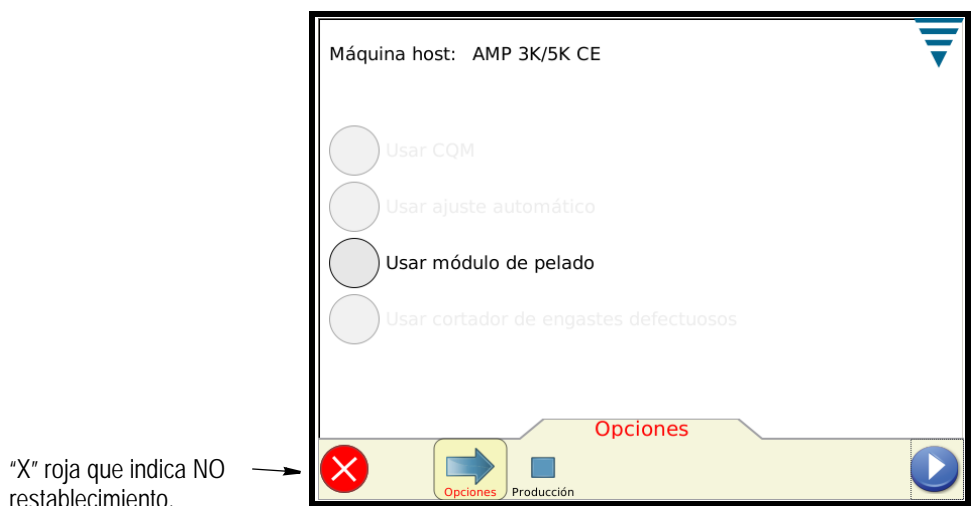 Máquina host: AMP 3K/5K CE
Usar CQM
Usar ajuste automático
Usar módulo de pelado
Usar cortador de engastes defectuosos
Opciones
Opciones
Producción
“X” roja que indica NO
restablecimiento.